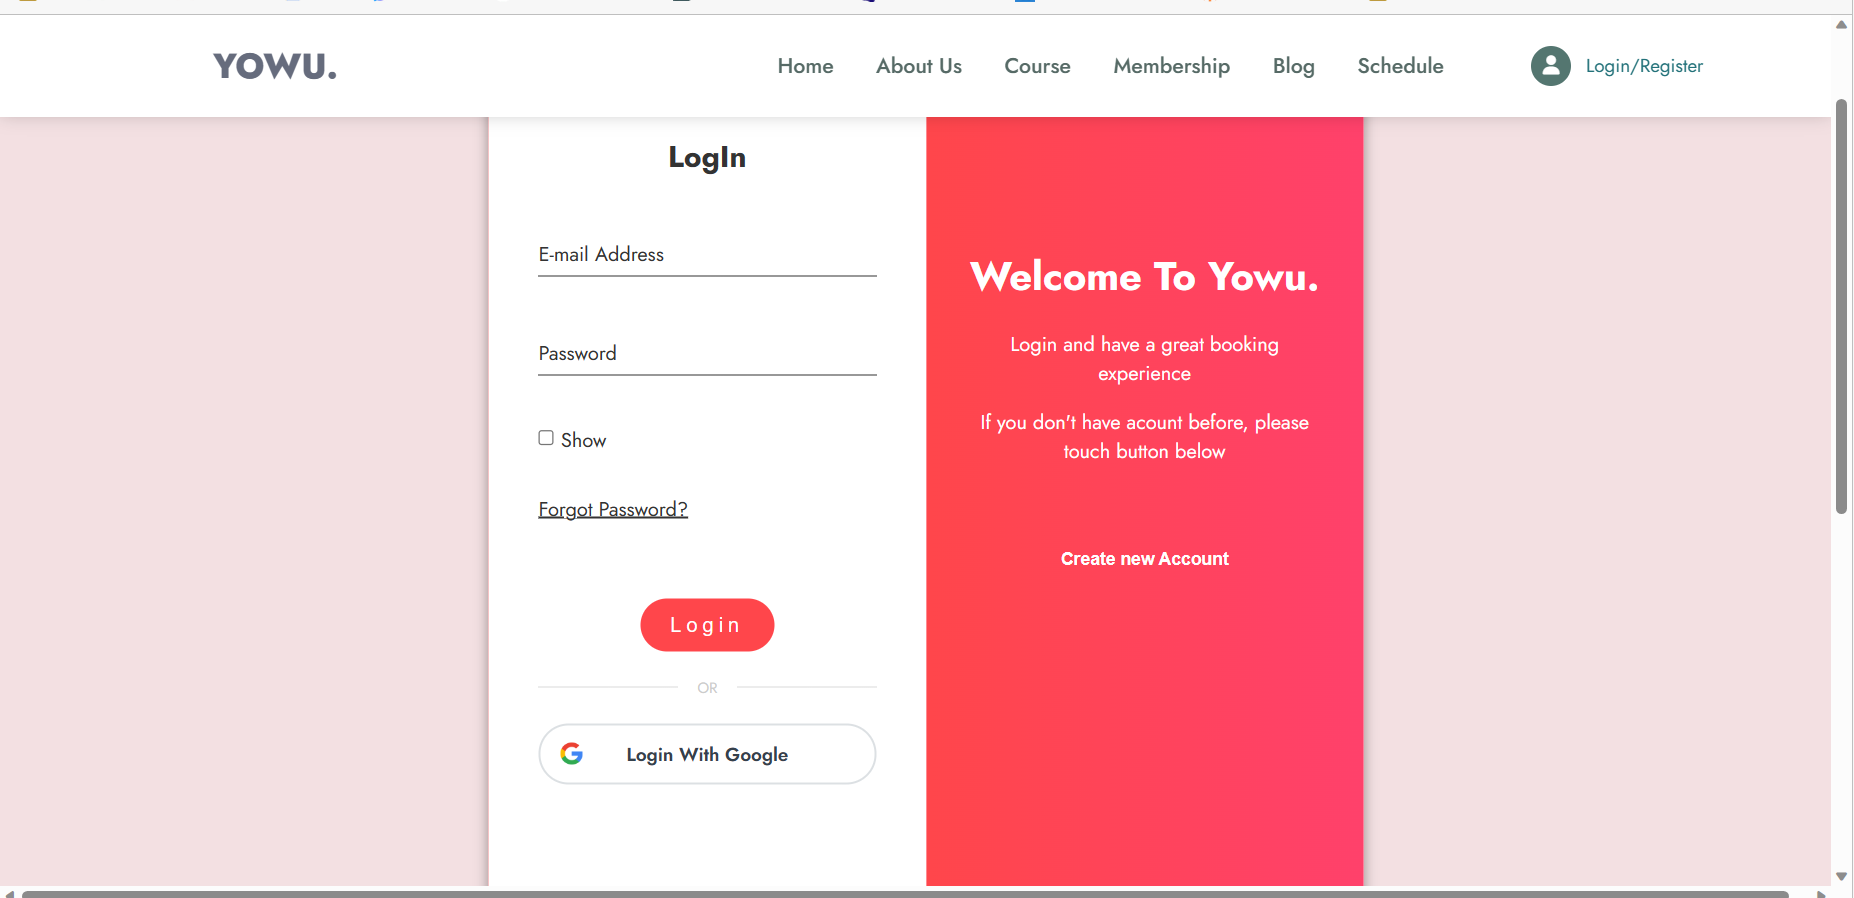 YOWU.
Home About Us Course Membership Blog Schedule Login/Register
LogIn
E-mail Address
Password
Show
Forgot Password?
Login
OR
Login With Google
Welcome To Yowu.
Login and have a great booking
experience
If you don't have acount before, please
touch button below
Create new Account